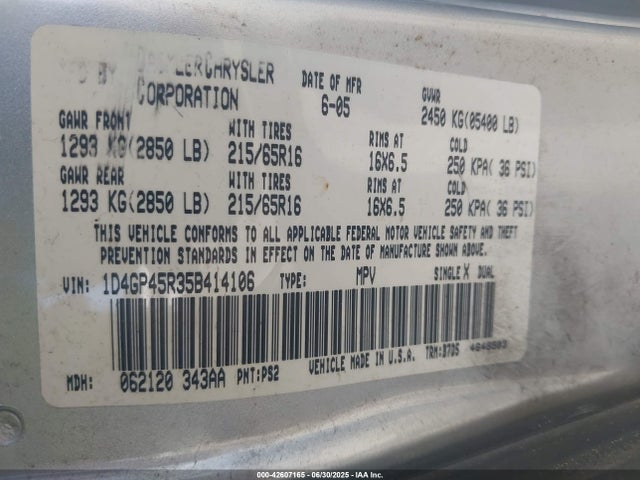 BY DAIMLERCHRYSLER CORPORATION
DATE OF MFR 6-05
GVWR 2450 KG(05400 LB)
GAWR FRONT WITH TIRES RIMS AT COLD
1293 KG(2850 LB) 215/65R16 16X6.5 250 KPA( 36 PSI)
GAWR REAR WITH TIRES RIMS AT COLD
1293 KG(2850 LB) 215/65R16 16X6.5 250 KPA( 36 PSI)
THIS VEHICLE CONFORMS TO ALL APPLICABLE FEDERAL MOTOR VEHICLE SAFETY AND THEFT
PREVENTION STANDARDS IN EFFECT ON THE DATE OF MANUFACTURE SHOWN ABOVE.
VIN: 1D4GP45R35B414106 TYPE: MPV SINGLE X DUAL
MDH: 062120 343AA PNT:PS2 VEHICLE MADE IN U.S.A. TRM:
000-42607165 - 06/30/2025 - IAA Inc.